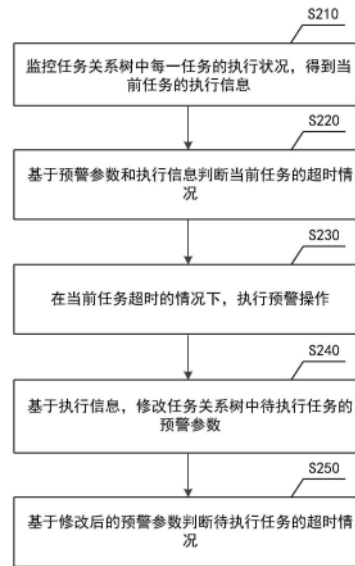 S210
监控任务关系树中每一任务的执行状况，得到当
前任务的执行信息
S220
基于预警参数和执行信息判断当前任务的超时情
况
S230
在当前任务超时的情况下，执行预警操作
S240
基于执行信息，修改任务关系树中待执行任务的
预警参数
S250
基于修改后的预警参数判断待执行任务的超时情
况